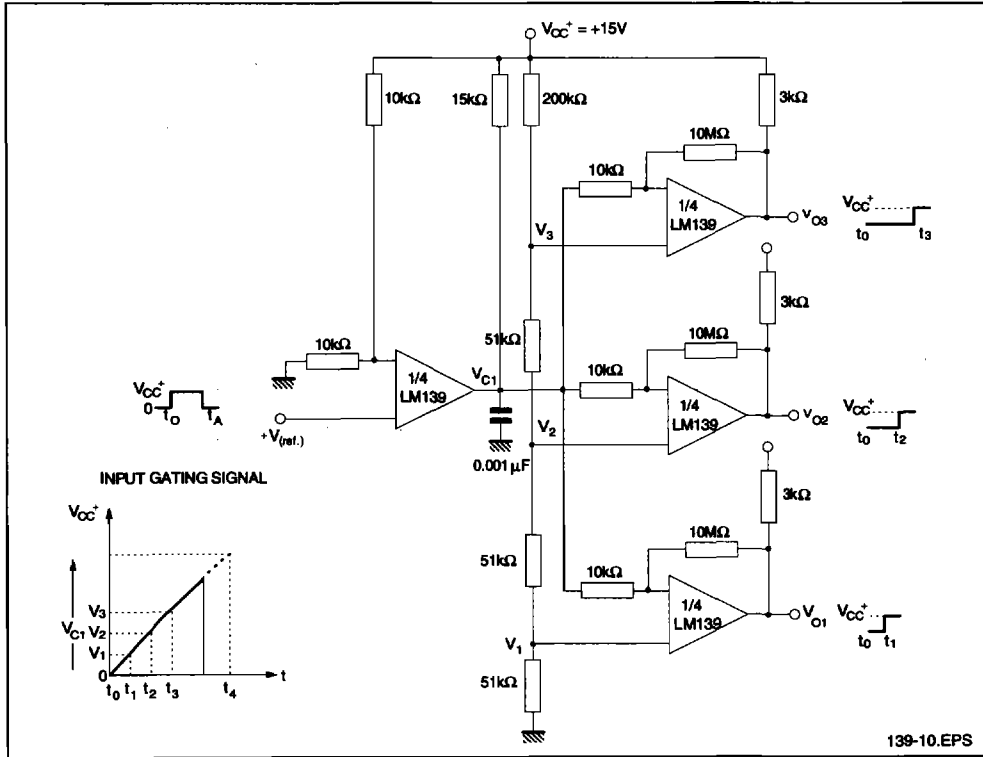 V_CC^+ = +15V
10kΩ
15kΩ
200kΩ
3kΩ
10MΩ
10kΩ
1/4
LM139
V_O3
V_CC^+
t_0 t_3
V_3
3kΩ
51kΩ
10MΩ
10kΩ
10kΩ
1/4
LM139
V_C1
1/4
LM139
V_O2
V_CC^+
t_0 t_2
V_CC^+
0
t_O t_A
+V_(ref.)
V_2
0.001 µF
INPUT GATING SIGNAL
3kΩ
10MΩ
51kΩ
10kΩ
1/4
LM139
V_O1
V_CC^+
t_0 t_1
V_1
51kΩ
V_CC^+
V_3
V_C1 V_2
V_1
0
t
t_0 t_1 t_2 t_3 t_4
139-10.EPS